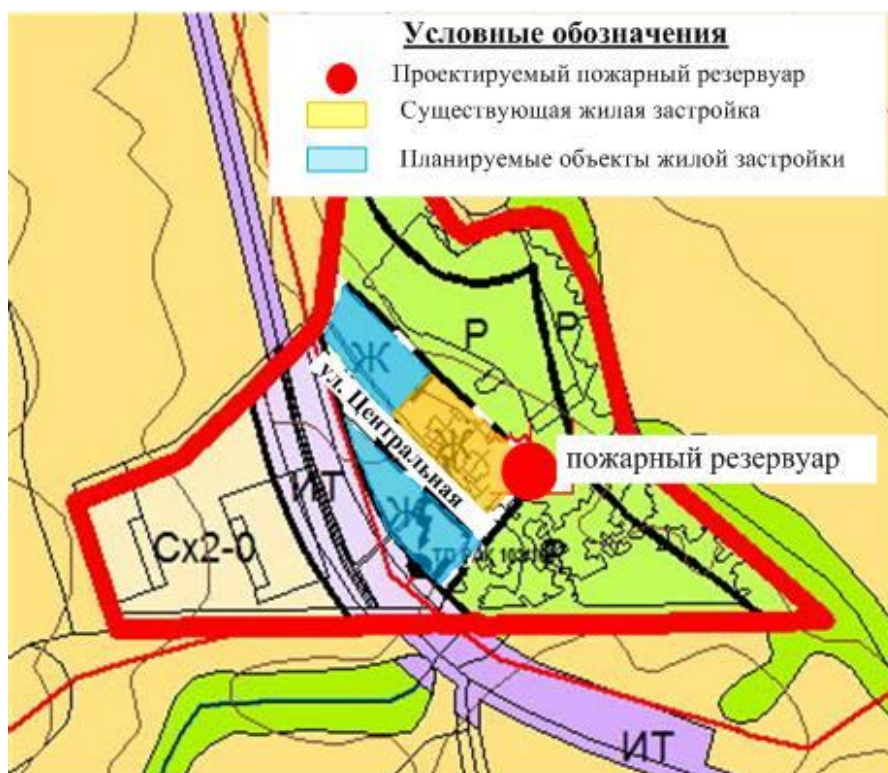 Условные обозначения
Проектируемый пожарный резервуар
Существующая жилая застройка
Планируемые объекты жилой застройки
Р
Р
Ж
ул. Центральная
Ж
пожарный резервуар
ИТ
Ж
Сх2-0
ИТ